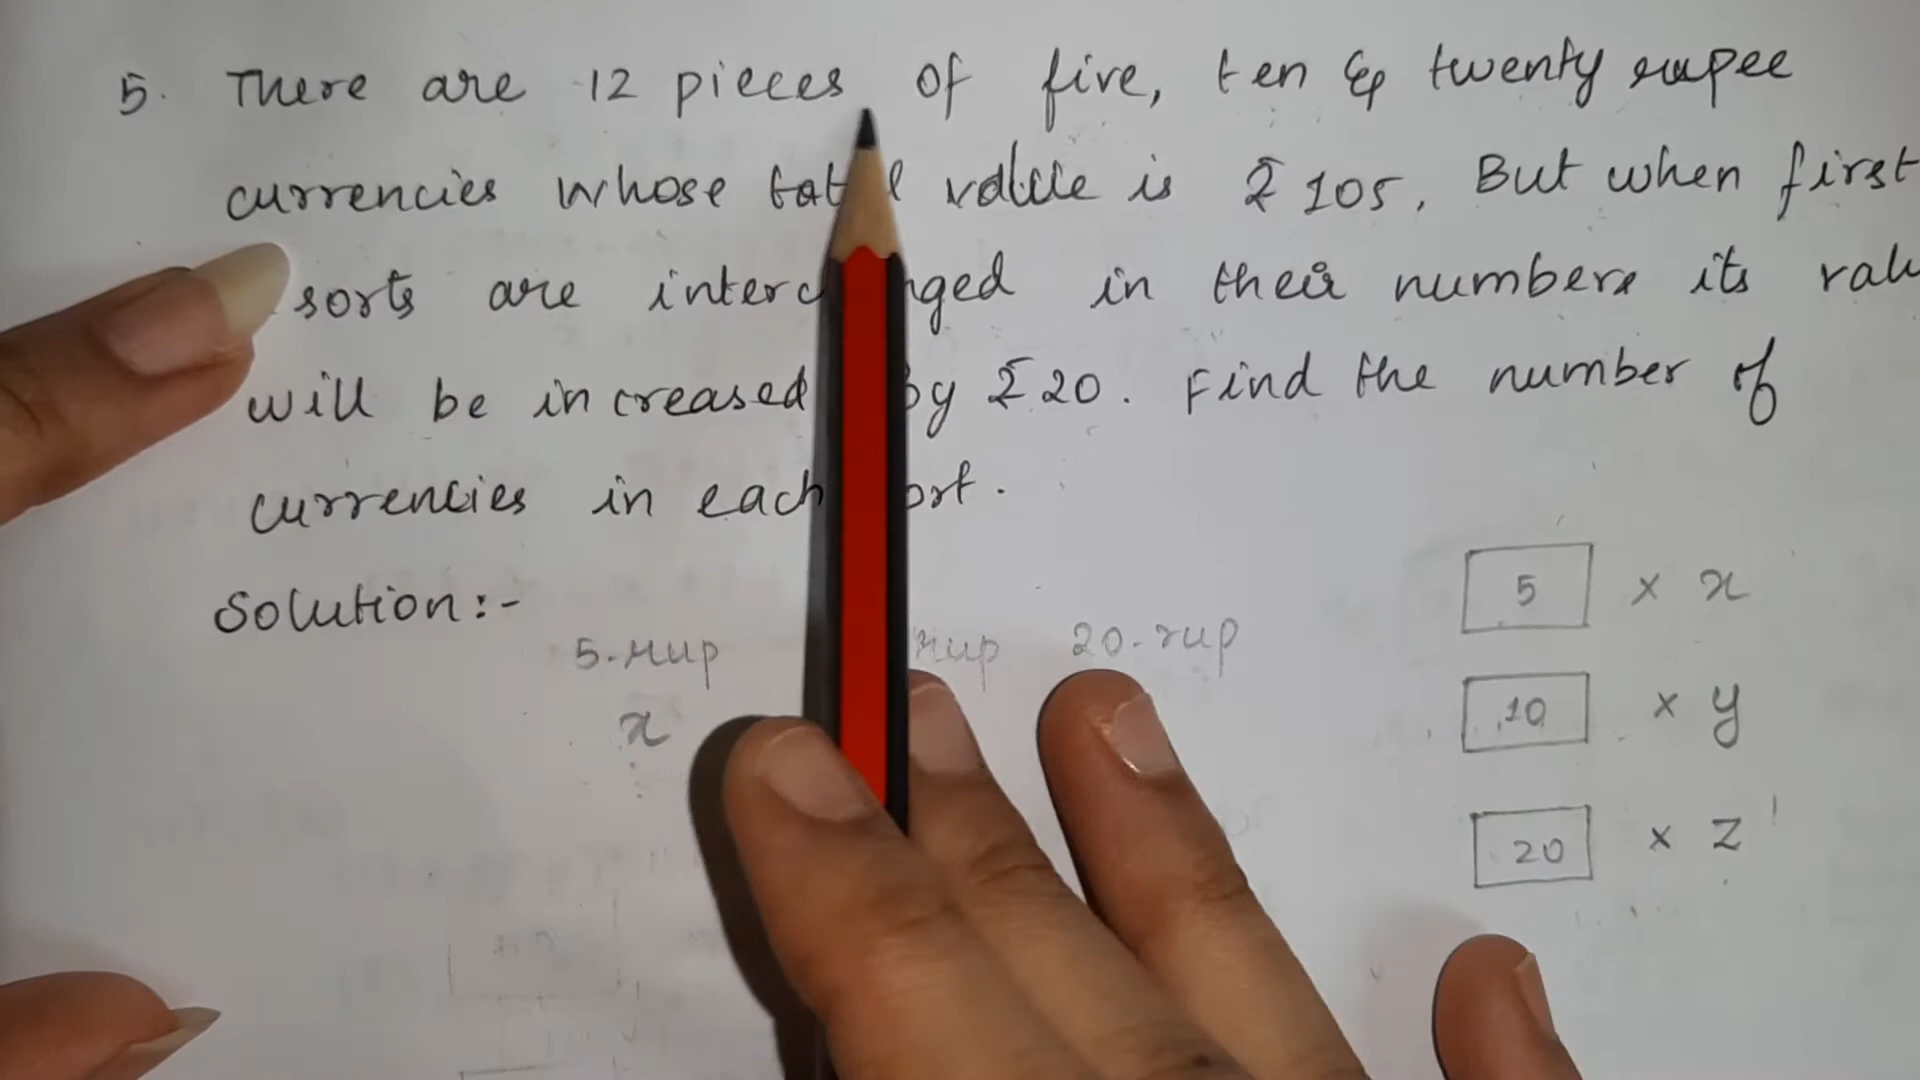 5. There are 12 pieces of five, ten & twenty rupee
currencies whose total value is ₹105. But when first
sorts are interchanged in their numbers its
will be increased by ₹20. Find the number of
currencies in each sort.
Solution:-
5-rup rup 20-rup
x
5 × x
10 × y
20 × z